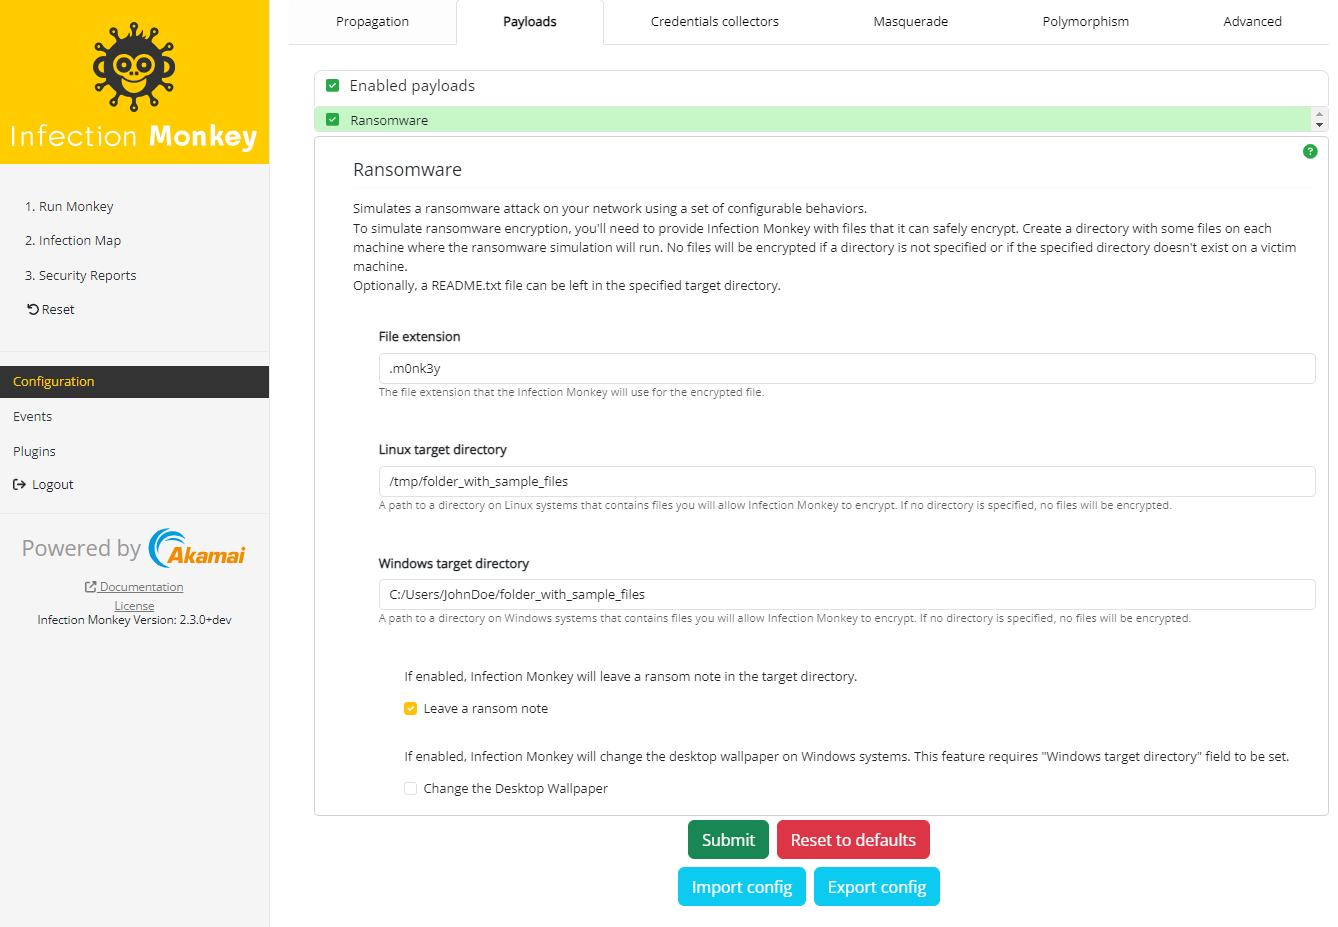 Infection Monkey
1. Run Monkey
2. Infection Map
3. Security Reports
Reset
Configuration
Events
Plugins
Logout
Powered by Akamai
Documentation
License
Infection Monkey Version: 2.3.0+dev
Propagation
Payloads
Credentials collectors
Masquerade
Polymorphism
Advanced
Enabled payloads
Ransomware
?
Ransomware
Simulates a ransomware attack on your network using a set of configurable behaviors.
To simulate ransomware encryption, you'll need to provide Infection Monkey with files that it can safely encrypt. Create a directory with some files on each
machine where the ransomware simulation will run. No files will be encrypted if a directory is not specified or if the specified directory doesn't exist on a victim
machine.
Optionally, a README.txt file can be left in the specified target directory.
File extension
.m0nk3y
The file extension that the Infection Monkey will use for the encrypted file.
Linux target directory
/tmp/folder_with_sample_files
A path to a directory on Linux systems that contains files you will allow Infection Monkey to encrypt. If no directory is specified, no files will be encrypted.
Windows target directory
C:/Users/JohnDoe/folder_with_sample_files
A path to a directory on Windows systems that contains files you will allow Infection Monkey to encrypt. If no directory is specified, no files will be encrypted.
If enabled, Infection Monkey will leave a ransom note in the target directory.
Leave a ransom note
If enabled, Infection Monkey will change the desktop wallpaper on Windows systems. This feature requires "Windows target directory" field to be set.
Change the Desktop Wallpaper
Submit
Reset to defaults
Import config
Export config